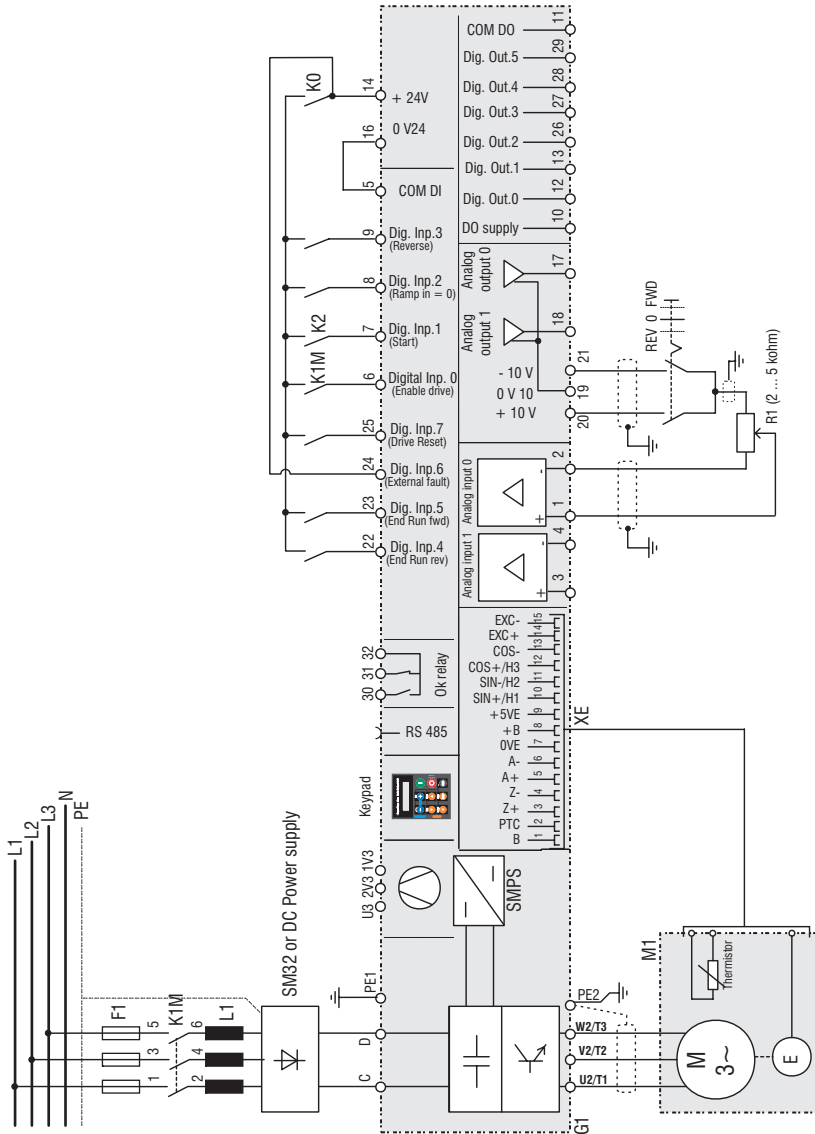 L1
L2
L3
N
PE
F1
1
3
5
K1M
2
4
6
L1
SM32 or DC Power supply
C
D
PE1
U3 2V3 1V3
30 31 32
K1M
K2
K0
22
23
24
25
6
7
8
9
5
16
14
+ 24V
0 V24
COM DI
Dig. Inp.3
(Reverse)
Dig. Inp.2
(Ramp in = 0)
Dig. Inp.1
(Start)
Digital Inp. 0
(Enable drive)
Dig. Inp.7
(Drive Reset)
Dig. Inp.6
(External fault)
Dig. Inp.5
(End Run fwd)
Dig. Inp.4
(End Run rev)
Ok relay
RS 485
Keypad
SMPS
COM DO
Dig. Out.5
Dig. Out.4
Dig. Out.3
Dig. Out.2
Dig. Out.1
Dig. Out.0
DO supply
11
29
28
27
26
13
12
10
Analog
output 0
Analog
output 1
17
18
- 10 V
0 V 10
+ 10 V
21
19
20
Analog input 0
+
-
1
2
Analog input 1
+
-
3
4
REV 0 FWD
R1 (2 ... 5 kohm)
EXC- 15
EXC+ 14
COS- 13
COS+/H3 12
SIN-/H2 11
SIN+/H1 10
+5VE 9
+B 8
0VE 7
A- 6
A+ 5
Z- 4
Z+ 3
PTC 2
B 1
XE
PE2
W2/T3
V2/T2
U2/T1
G1
M1
Thermistor
M
3~
E